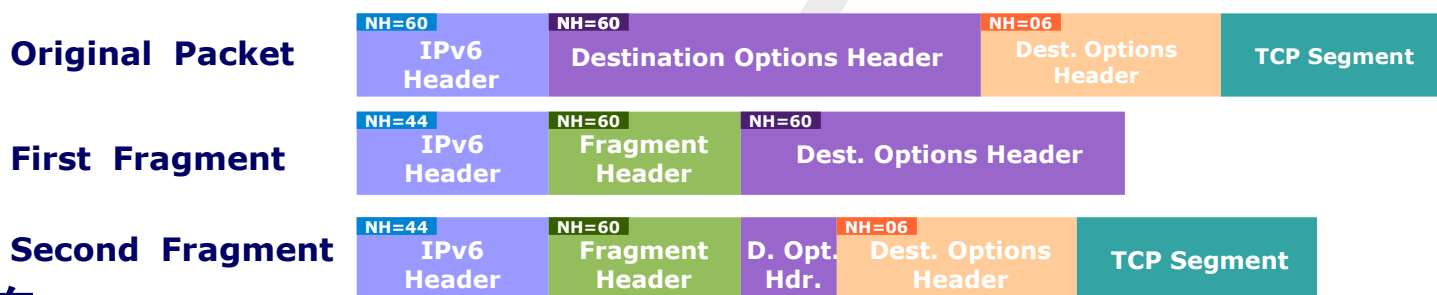 NH=60 NH=60 NH=06
Original Packet IPv6 Header Destination Options Header Dest. Options Header TCP Segment
NH=44 NH=60 NH=60
First Fragment IPv6 Header Fragment Header Dest. Options Header
NH=44 NH=60 NH=06
Second Fragment IPv6 Header Fragment Header D. Opt. Hdr. Dest. Options Header TCP Segment